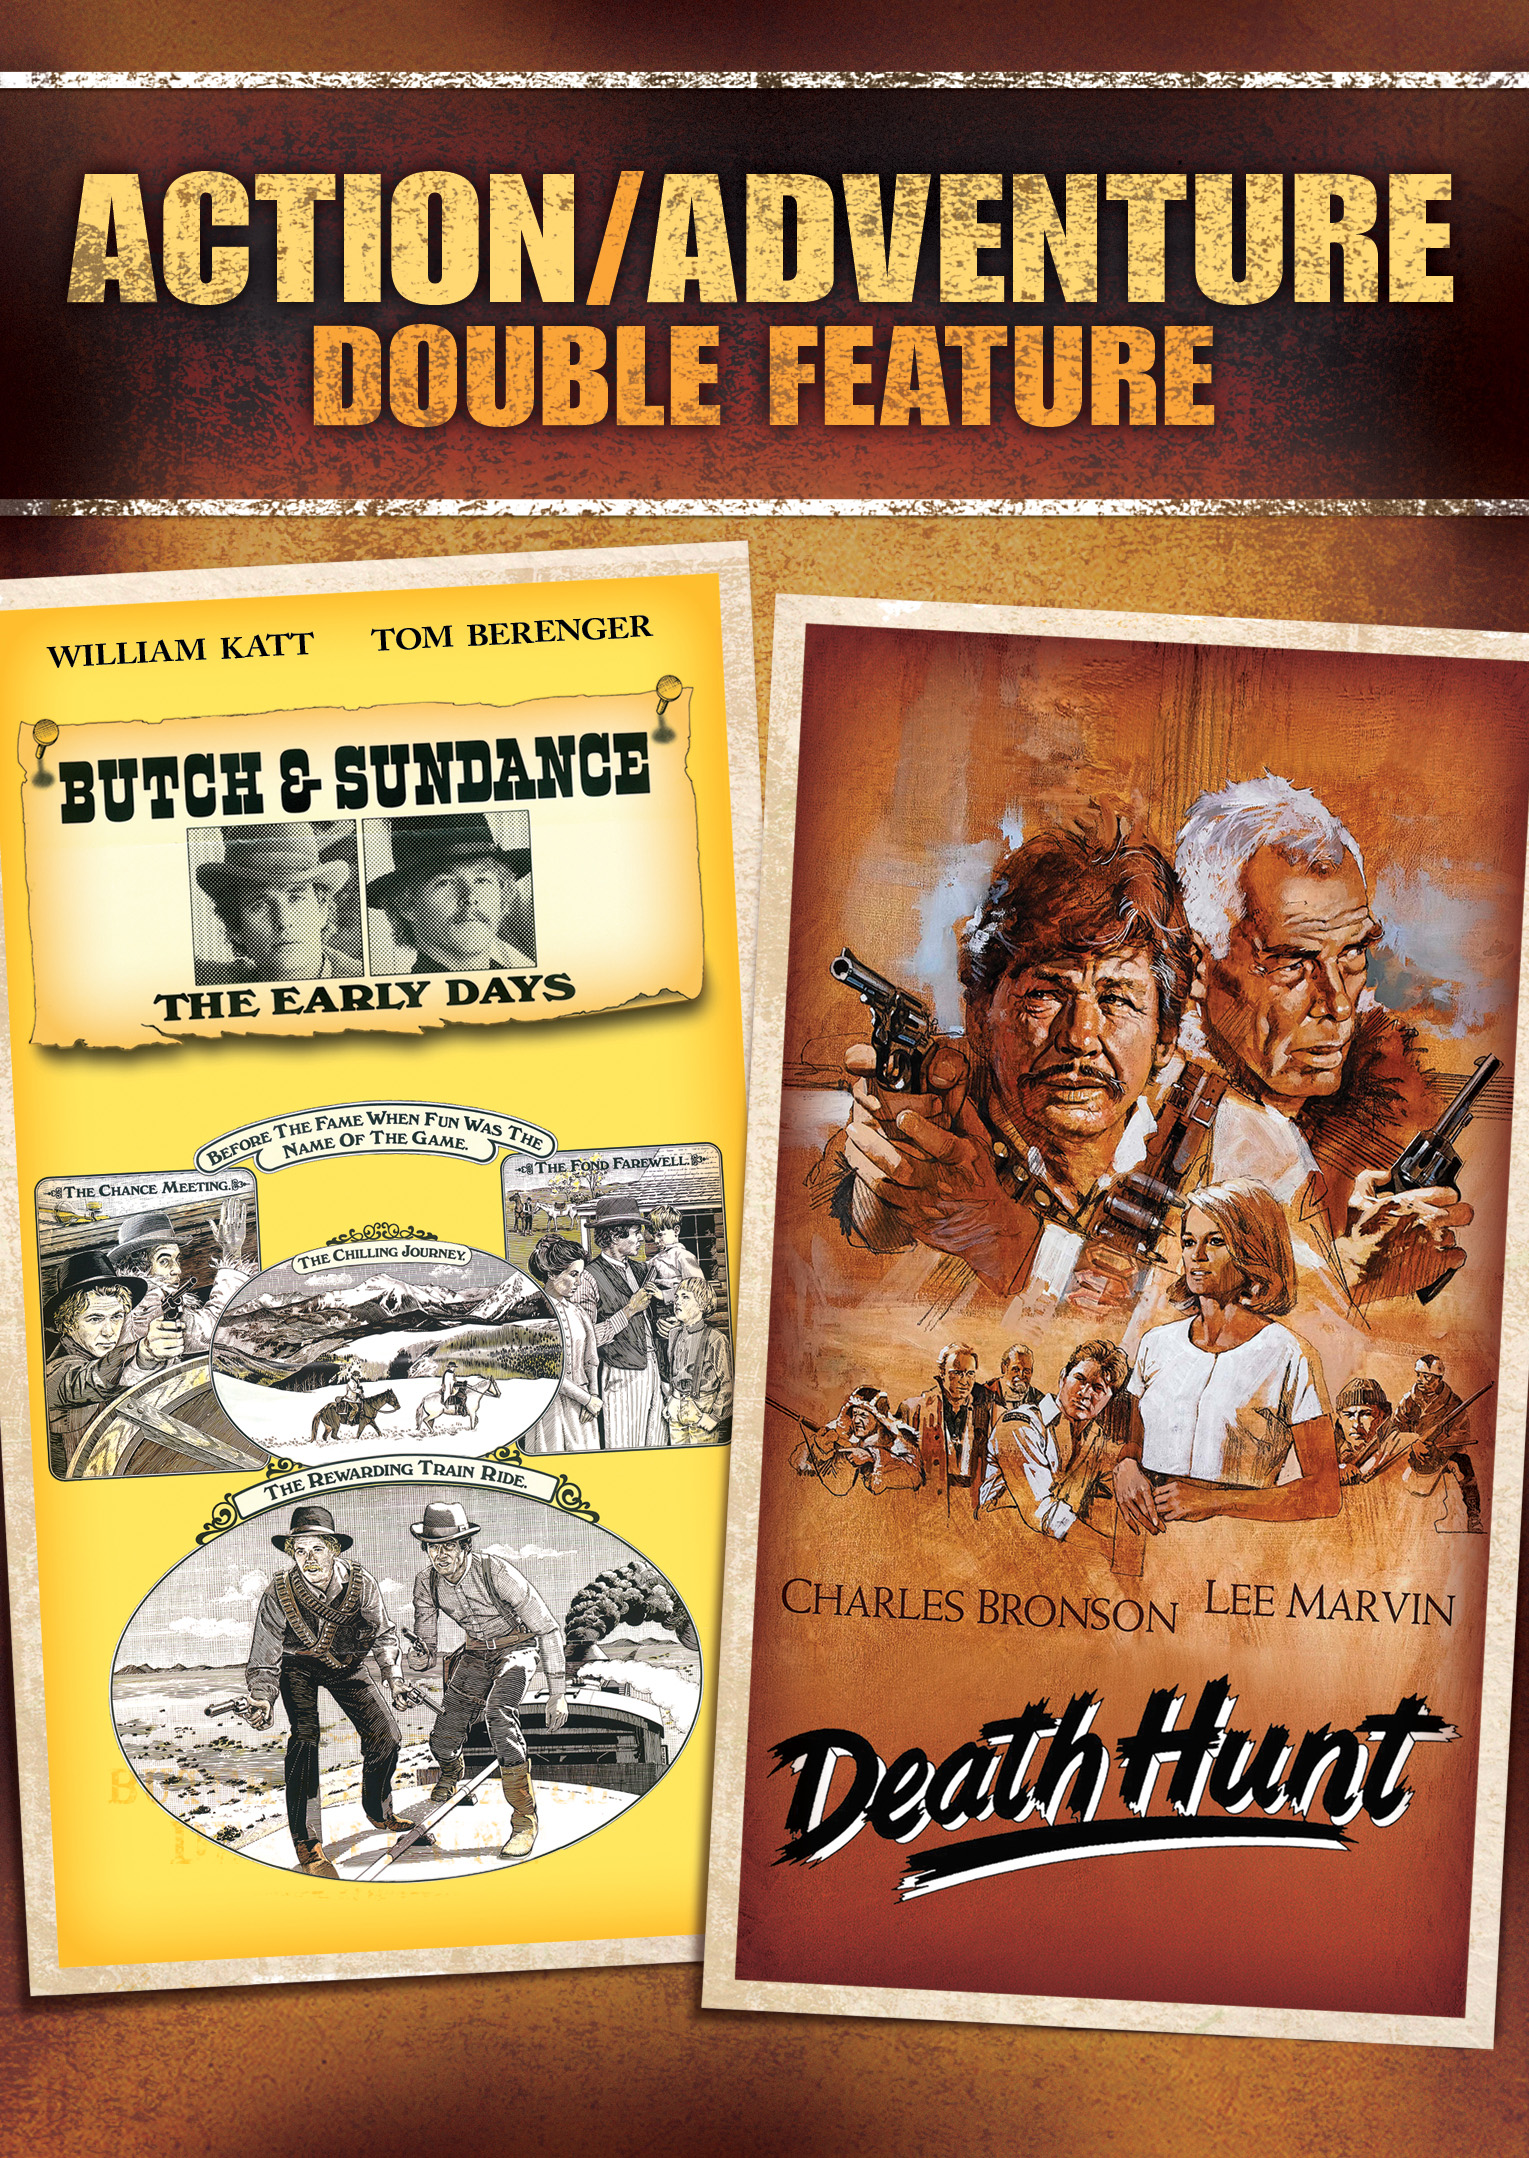 ACTION/ADVENTURE
DOUBLE FEATURE
WILLIAM KATT TOM BERENGER
BUTCH & SUNDANCE
THE EARLY DAYS
BEFORE THE FAME WHEN FUN WAS THE
NAME OF THE GAME.
THE CHANCE MEETING.
THE FOND FAREWELL.
THE CHILLING JOURNEY.
THE REWARDING TRAIN RIDE.
CHARLES BRONSON LEE MARVIN
Death Hunt